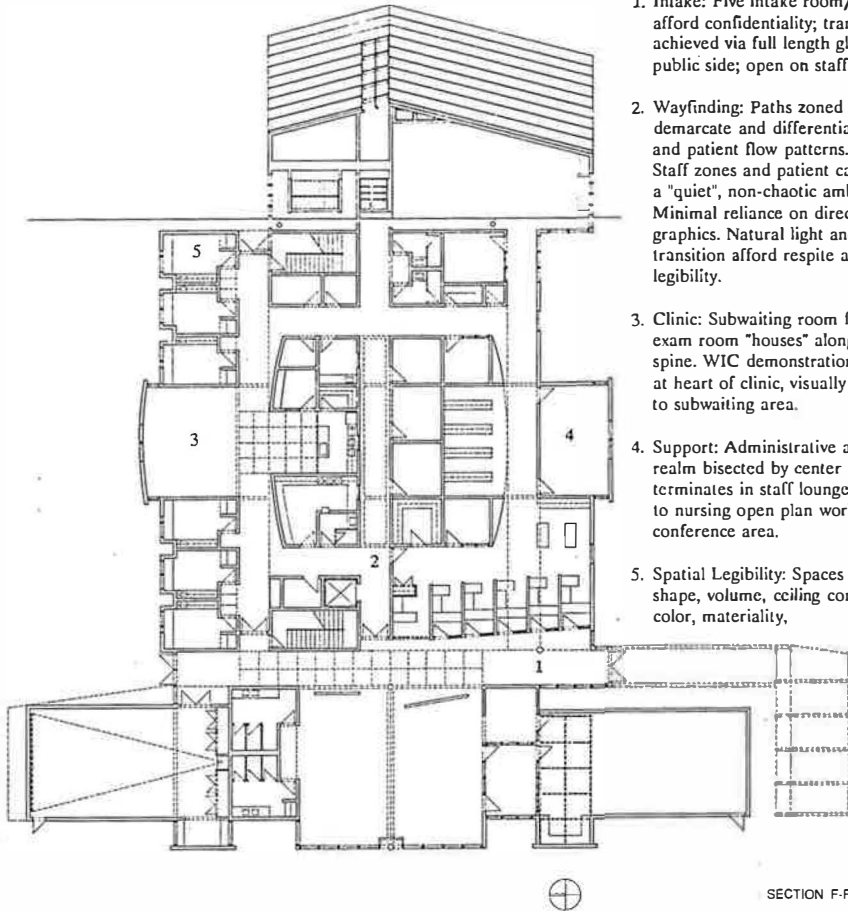 1. Intake: Five intake room/
afford confidentiality; tran
achieved via full length gl
public side; open on staff
2. Wayfinding: Paths zoned
demarcate and differentia
and patient flow patterns.
Staff zones and patient ca
a "quiet", non-chaotic amb
Minimal reliance on direc
graphics. Natural light an
transition afford respite a
legibility.
3. Clinic: Subwaiting room f
exam room "houses" along
spine. WIC demonstration
at heart of clinic, visually
to subwaiting area.
4. Support: Administrative a
realm bisected by center
terminates in staff lounge
to nursing open plan wor
conference area.
5. Spatial Legibility: Spaces
shape, volume, ceiling con
color, materiality,
5
3
4
2
1
SECTION F-F